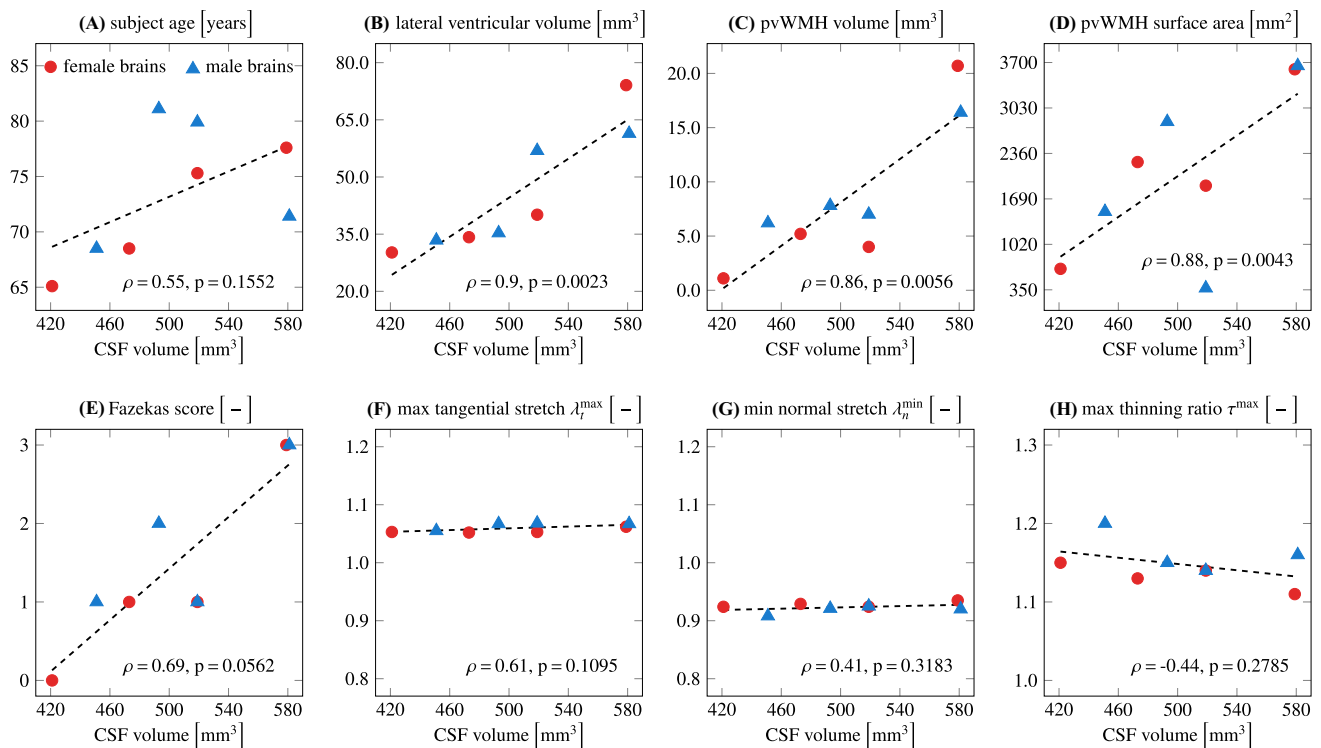 (A) subject age [years]
85
80
75
70
65
female brains
male brains
ρ = 0.55, p = 0.1552
420 460 500 540 580
CSF volume [mm³]
(B) lateral ventricular volume [mm³]
80.0
65.0
50.0
35.0
20.0
ρ = 0.9, p = 0.0023
420 460 500 540 580
CSF volume [mm³]
(C) pvWMH volume [mm³]
20.0
15.0
10.0
5.0
0.0
ρ = 0.86, p = 0.0056
420 460 500 540 580
CSF volume [mm³]
(D) pvWMH surface area [mm²]
3700
3030
2360
1690
1020
350
ρ = 0.88, p = 0.0043
420 460 500 540 580
CSF volume [mm³]
(E) Fazekas score [−]
3
2
1
0
ρ = 0.69, p = 0.0562
420 460 500 540 580
CSF volume [mm³]
(F) max tangential stretch λₜᵐᵃˣ [−]
1.2
1.1
1.0
0.9
0.8
ρ = 0.61, p = 0.1095
420 460 500 540 580
CSF volume [mm³]
(G) min normal stretch λₙᵐⁱⁿ [−]
1.2
1.1
1.0
0.9
0.8
ρ = 0.41, p = 0.3183
420 460 500 540 580
CSF volume [mm³]
(H) max thinning ratio τᵐᵃˣ [−]
1.3
1.2
1.1
1.0
ρ = -0.44, p = 0.2785
420 460 500 540 580
CSF volume [mm³]